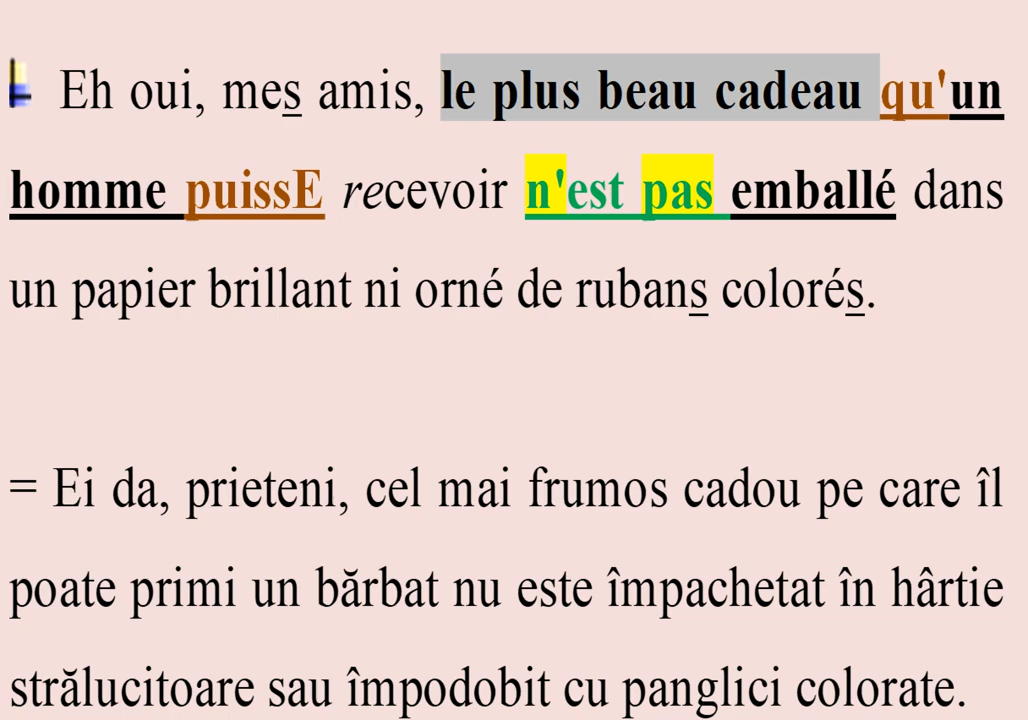 Eh oui, mes amis, le plus beau cadeau qu'un
homme puissE recevoir n'est pas emballé dans
un papier brillant ni orné de rubans colorés.
= Ei da, prieteni, cel mai frumos cadou pe care îl
poate primi un bărbat nu este împachetat în hârtie
strălucitoare sau împodobit cu panglici colorate.